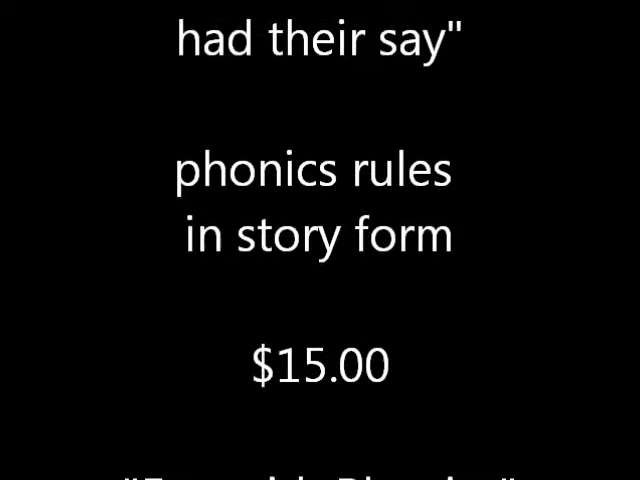 had their say"
phonics rules
in story form
$15.00